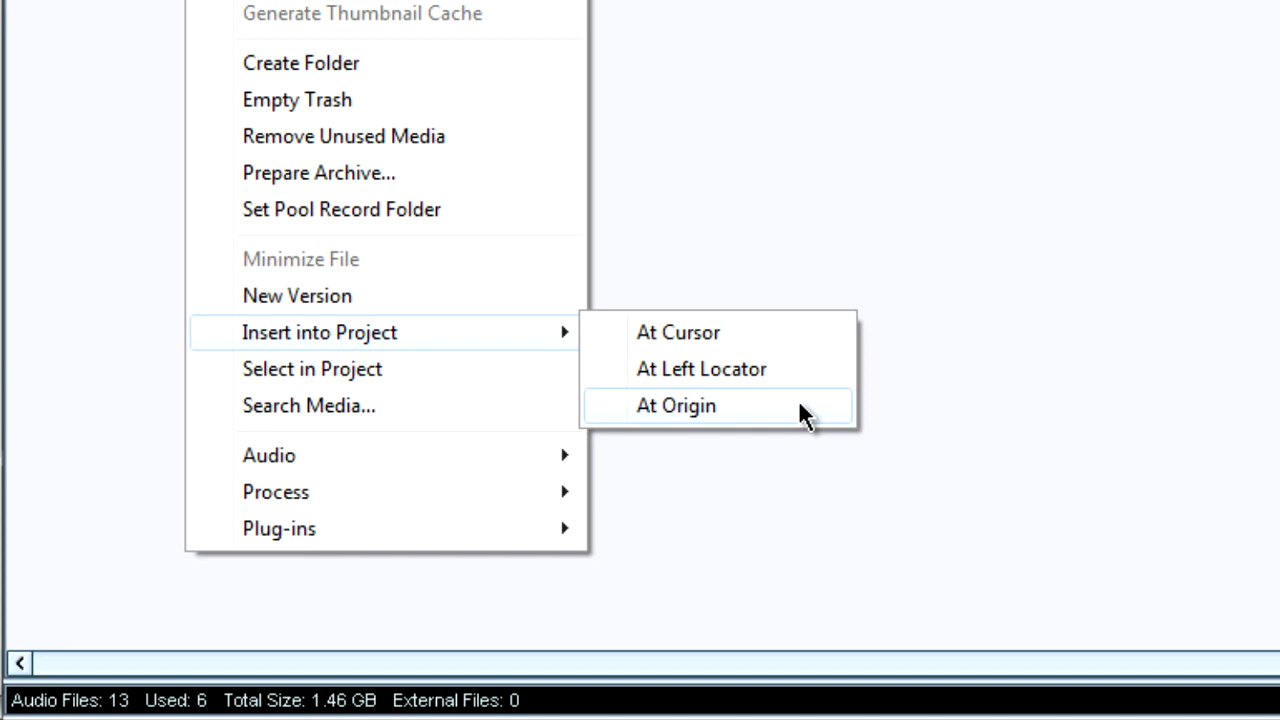 Generate Thumbnail Cache
Create Folder
Empty Trash
Remove Unused Media
Prepare Archive...
Set Pool Record Folder
Minimize File
New Version
Insert into Project
Select in Project
Search Media...
Audio
Process
Plug-ins
At Cursor
At Left Locator
At Origin
Audio Files: 13 Used: 6 Total Size: 1.46 GB External Files: 0